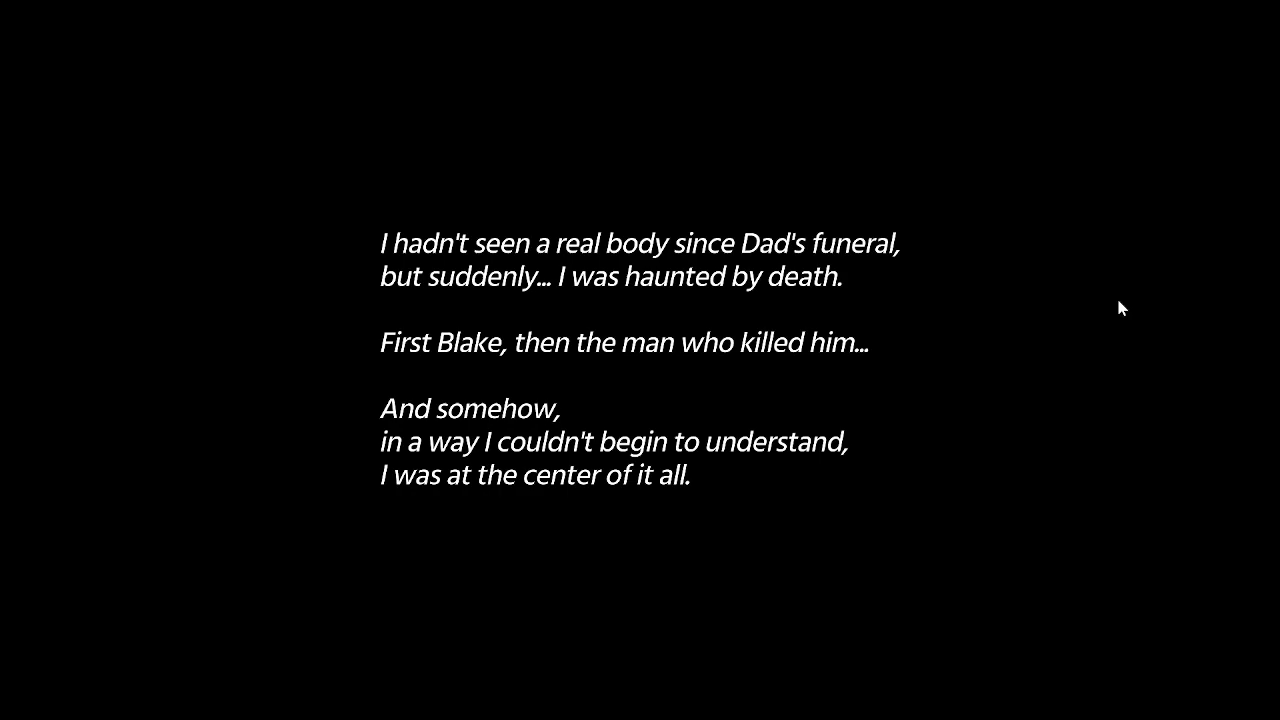 I hadn't seen a real body since Dad's funeral,
but suddenly... I was haunted by death.
First Blake, then the man who killed him...
And somehow,
in a way I couldn't begin to understand,
I was at the center of it all.